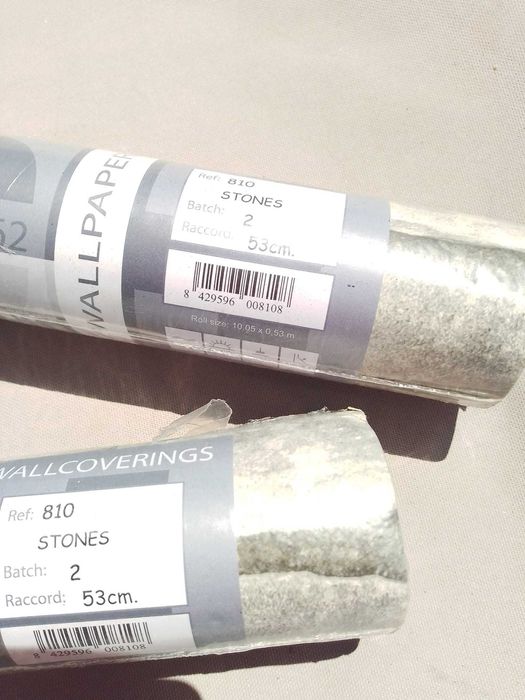 52
WALLPAPER
Ref: 810
STONES
Batch: 2
Raccord: 53cm.
8 429596 008108
Roll size: 10.05 x 0,53 m
WALLCOVERINGS
Ref: 810
STONES
Batch: 2
Raccord: 53cm.
8 429596 008108